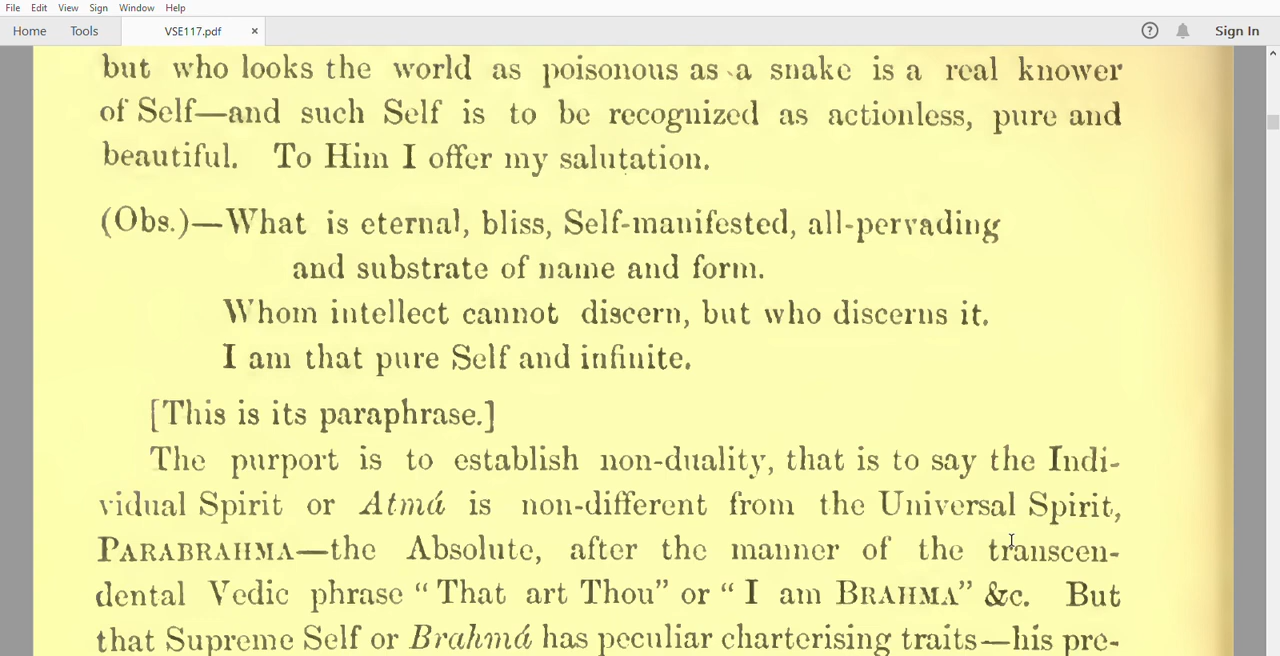 File Edit View Sign Window Help
Home Tools VSE117.pdf × Sign In
but who looks the world as poisonous as a snake is a real knower
of Self—and such Self is to be recognized as actionless, pure and
beautiful. To Him I offer my salutation.
(Obs.)—What is eternal, bliss, Self-manifested, all-pervading
and substrate of name and form.
Whom intellect cannot discern, but who discerns it.
I am that pure Self and infinite.
[This is its paraphrase.]
The purport is to establish non-duality, that is to say the Indi-
vidual Spirit or Atmá is non-different from the Universal Spirit,
PARABRAHMA—the Absolute, after the manner of the transcen-
dental Vedic phrase “That art Thou” or “I am BRAHMA” &c. But
that Supreme Self or Brahmá has peculiar charterising traits—his pre-